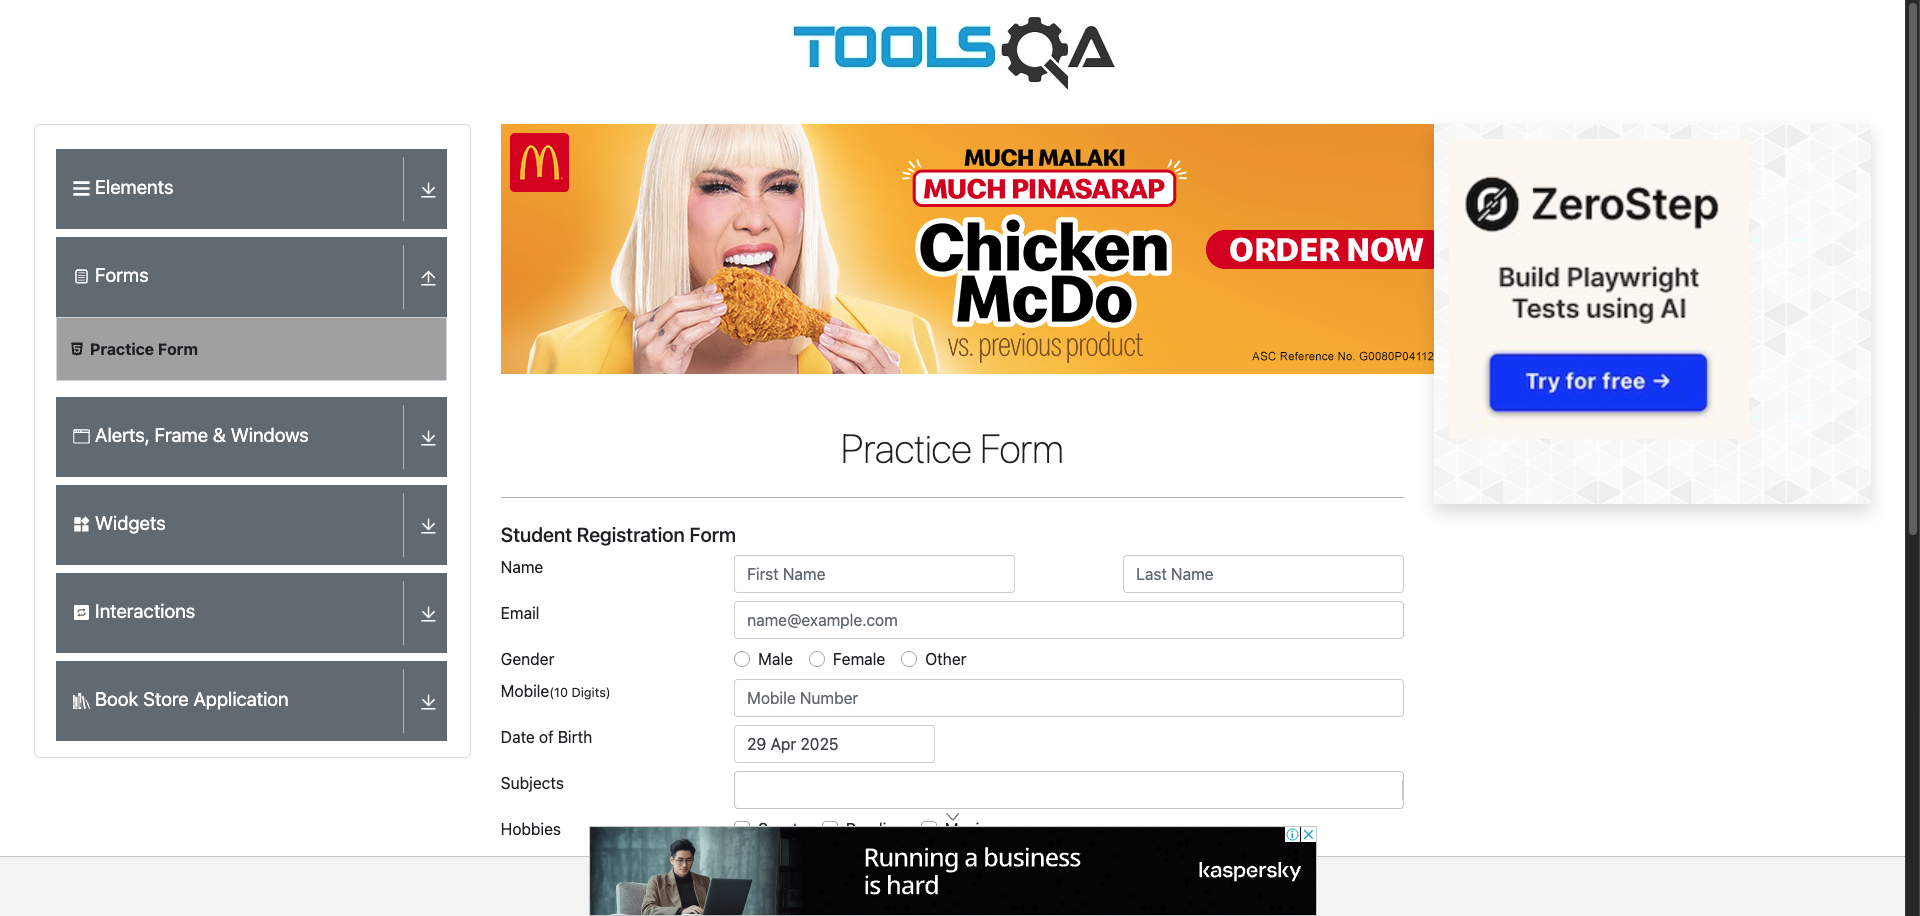 TOOLSQA
Elements
Forms
Practice Form
Alerts, Frame & Windows
Widgets
Interactions
Book Store Application
MUCH MALAKI
MUCH PINASARAP
Chicken
McDo
vs. previous product
ORDER NOW
ASC Reference No. G0080P04112
ZeroStep
Build Playwright
Tests using AI
Try for free →
Practice Form
Student Registration Form
Name
First Name
Last Name
Email
name@example.com
Gender
Male
Female
Other
Mobile(10 Digits)
Mobile Number
Date of Birth
29 Apr 2025
Subjects
Hobbies
Running a business
is hard
kaspersky